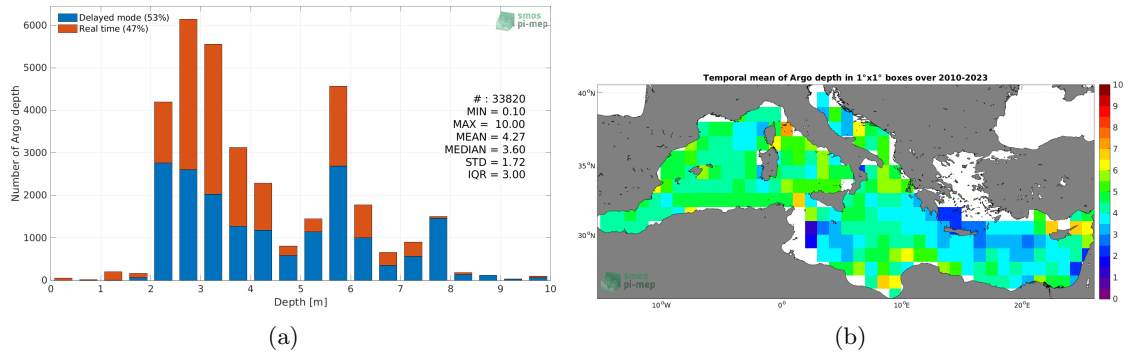 Delayed mode (53%)
Real time (47%)
smos
pi-mep
6000
5000
4000
3000
2000
1000
0
Number of Argo depth
# : 33820
MIN = 0.10
MAX = 10.00
MEAN = 4.27
MEDIAN = 3.60
STD = 1.72
IQR = 3.00
0 1 2 3 4 5 6 7 8 9 10
Depth [m]
(a)
Temporal mean of Argo depth in 1°x1° boxes over 2010-2023
40°N
35°N
30°N
10°W 0° 10°E 20°E
smos
pi-mep
10
9
8
7
6
5
4
3
2
1
0
(b)